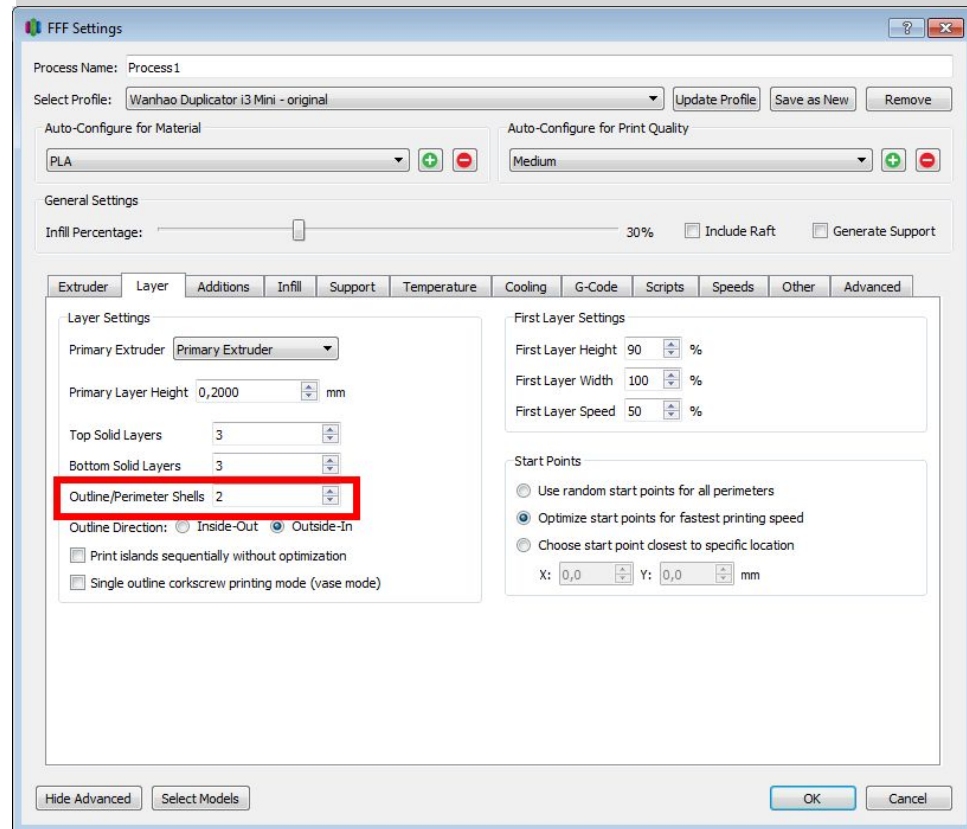 FFF Settings
Process Name: Process1
Select Profile: Wanhao Duplicator i3 Mini - original Update Profile Save as New Remove
Auto-Configure for Material Auto-Configure for Print Quality
PLA Medium
General Settings
Infill Percentage: 30% Include Raft Generate Support
Extruder Layer Additions Infill Support Temperature Cooling G-Code Scripts Speeds Other Advanced
Layer Settings
Primary Extruder Primary Extruder
Primary Layer Height 0,2000 mm
Top Solid Layers 3
Bottom Solid Layers 3
Outline/Perimeter Shells 2
Outline Direction: Inside-Out Outside-In
Print islands sequentially without optimization
Single outline corkscrew printing mode (vase mode)
First Layer Settings
First Layer Height 90 %
First Layer Width 100 %
First Layer Speed 50 %
Start Points
Use random start points for all perimeters
Optimize start points for fastest printing speed
Choose start point closest to specific location
X: 0,0 Y: 0,0 mm
Hide Advanced Select Models OK Cancel